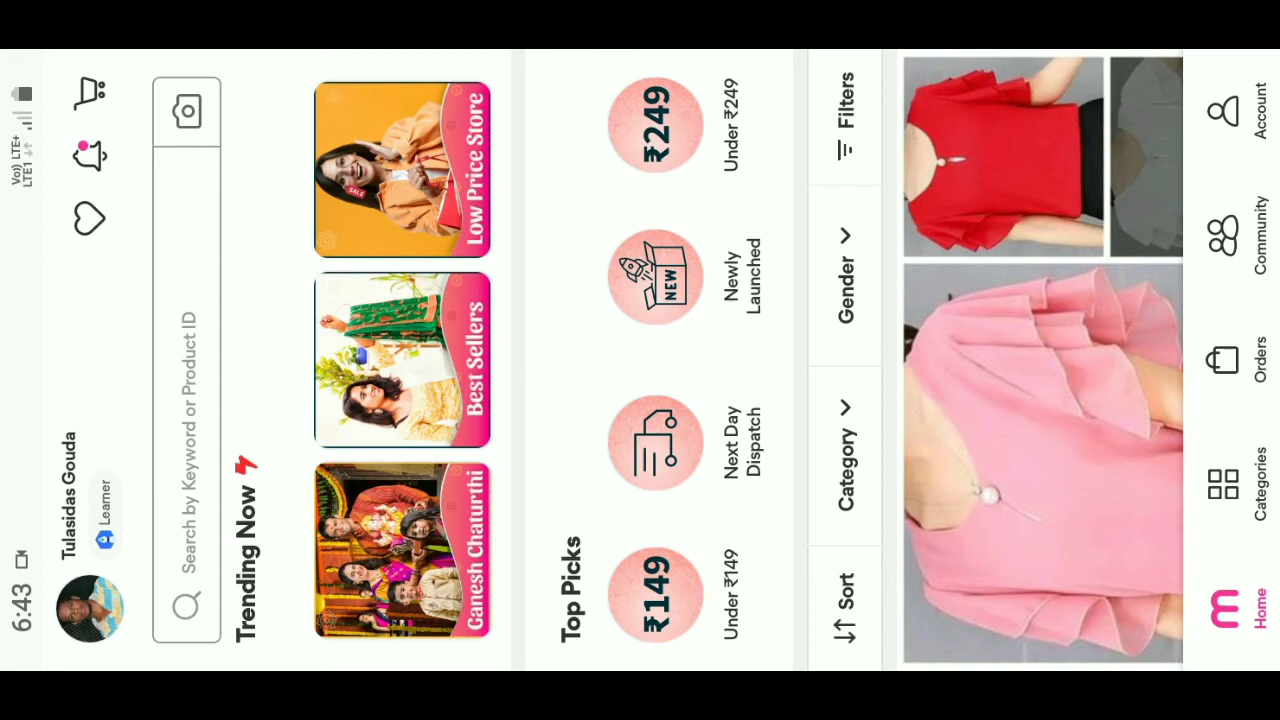 6:43
Vo)) LTE+
LTE1
Tulasidas Gouda
Learner
Search by Keyword or Product ID
Trending Now
Ganesh Chaturthi
Best Sellers
SALE
Low Price Store
Top Picks
₹149
NEW
₹249
Under ₹149
Next Day
Dispatch
Newly
Launched
Under ₹249
Sort
Category
Gender
Filters
m
Home
Categories
Orders
Community
Account